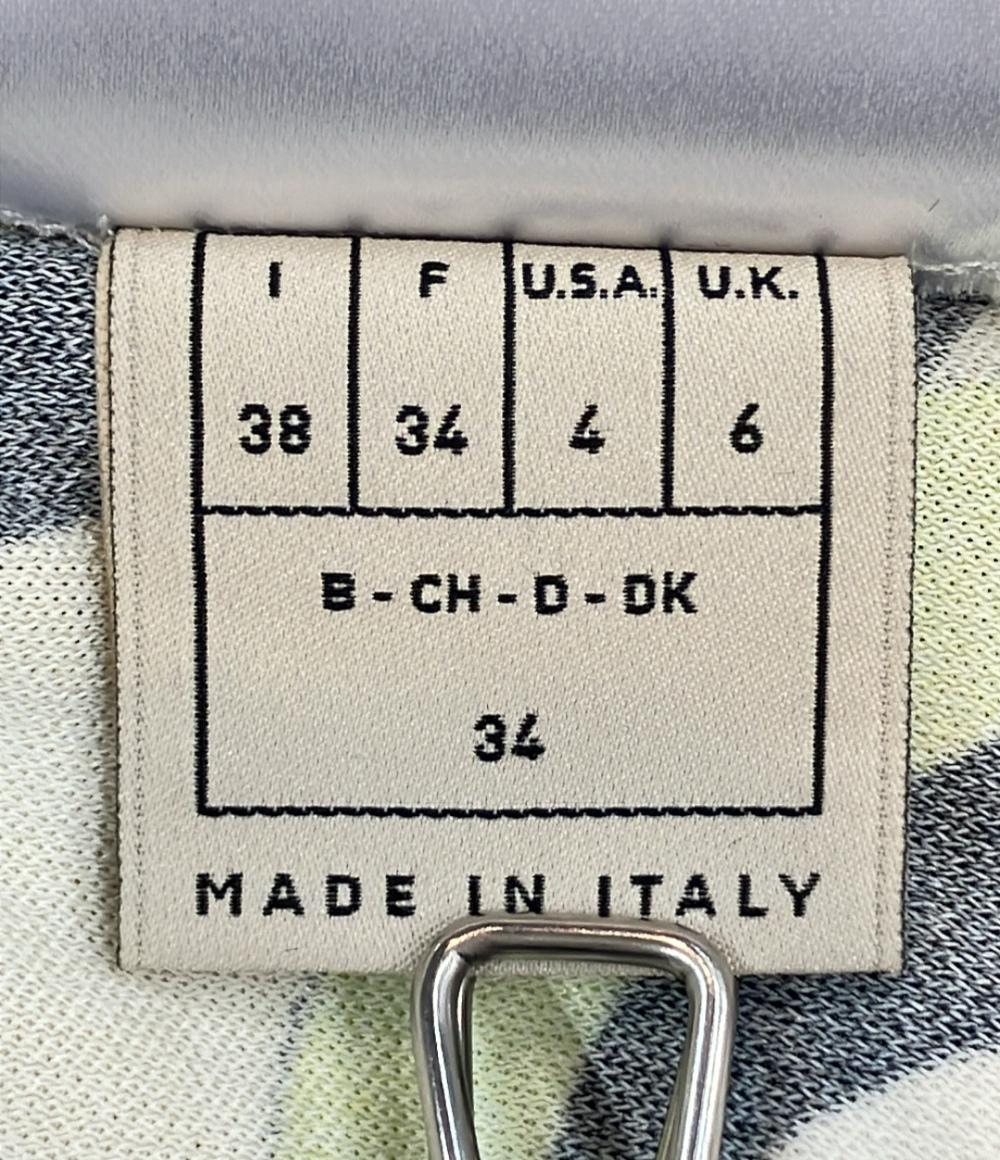 I F U.S.A. U.K.
38 34 4 6
B - CH - D - DK
34
MADE IN ITALY